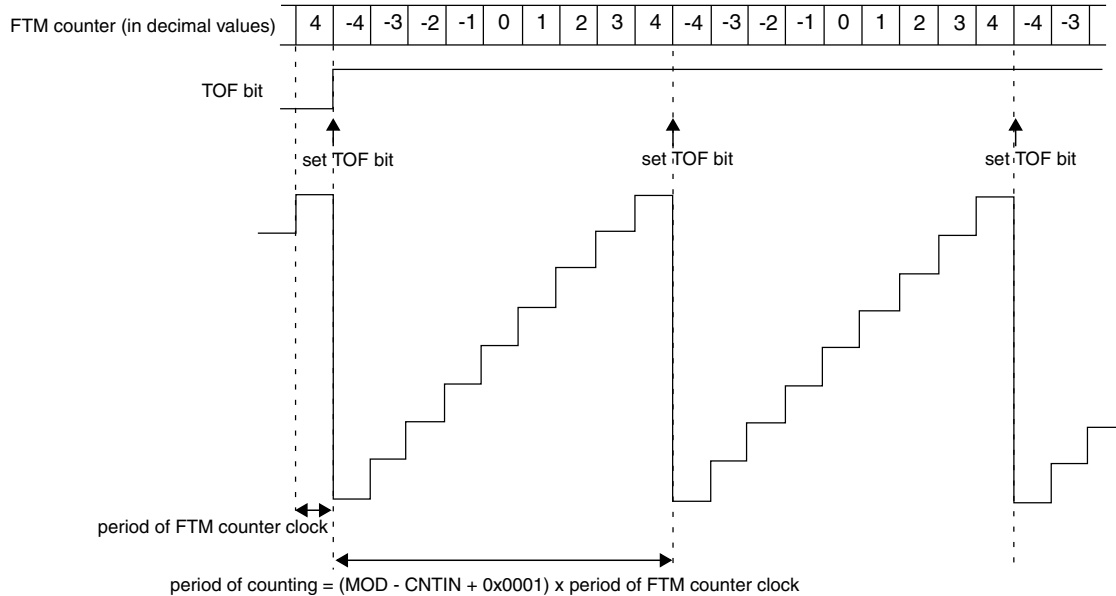 FTM counter (in decimal values) 4 -4 -3 -2 -1 0 1 2 3 4 -4 -3 -2 -1 0 1 2 3 4 -4 -3
TOF bit
set TOF bit set TOF bit set TOF bit
period of FTM counter clock
period of counting = (MOD - CNTIN + 0x0001) x period of FTM counter clock